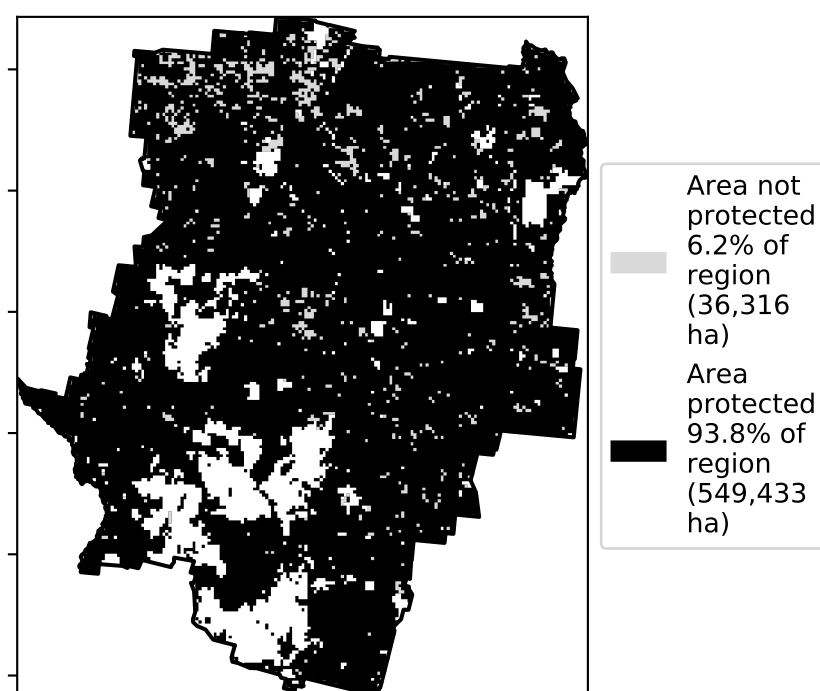 Area not
protected
6.2% of
region
(36,316
ha)
Area
protected
93.8% of
region
(549,433
ha)